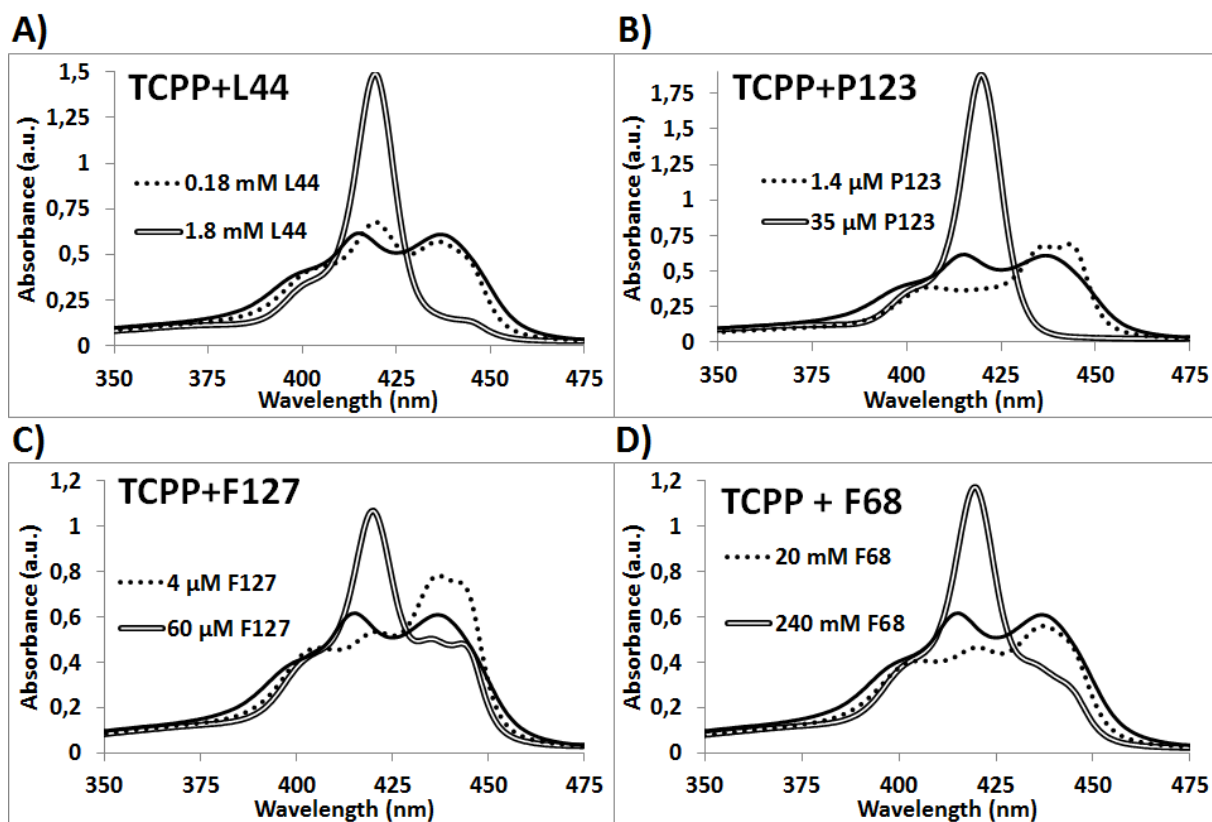 A)
TCPP+L44
Absorbance (a.u.)
1,5
1,25
1
0,75
0,5
0,25
0
0.18 mM L44
1.8 mM L44
350 375 400 425 450 475
Wavelength (nm)
B)
TCPP+P123
Absorbance (a.u.)
1,75
1,5
1,25
1
0,75
0,5
0,25
0
1.4 µM P123
35 µM P123
350 375 400 425 450 475
Wavelength (nm)
C)
TCPP+F127
Absorbance (a.u.)
1,2
1
0,8
0,6
0,4
0,2
0
4 µM F127
60 µM F127
350 375 400 425 450 475
Wavelength (nm)
D)
TCPP + F68
Absorbance (a.u.)
1,2
1
0,8
0,6
0,4
0,2
0
20 mM F68
240 mM F68
350 375 400 425 450 475
Wavelength (nm)